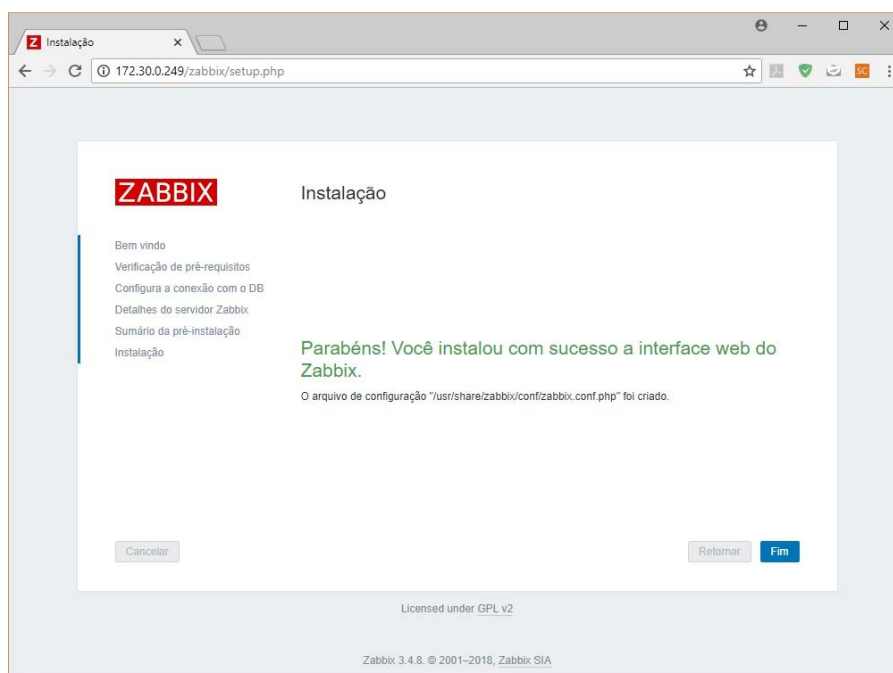 Z Instalação
172.30.0.249/zabbix/setup.php
SC
ZABBIX
Instalação
Bem vindo
Verificação de pré-requisitos
Configura a conexão com o DB
Detalhes do servidor Zabbix
Sumário da pré-instalação
Instalação
Parabéns! Você instalou com sucesso a interface web do
Zabbix.
O arquivo de configuração "/usr/share/zabbix/conf/zabbix.conf.php" foi criado.
Cancelar
Retornar
Fim
Licensed under GPL v2
Zabbix 3.4.8. © 2001–2018, Zabbix SIA